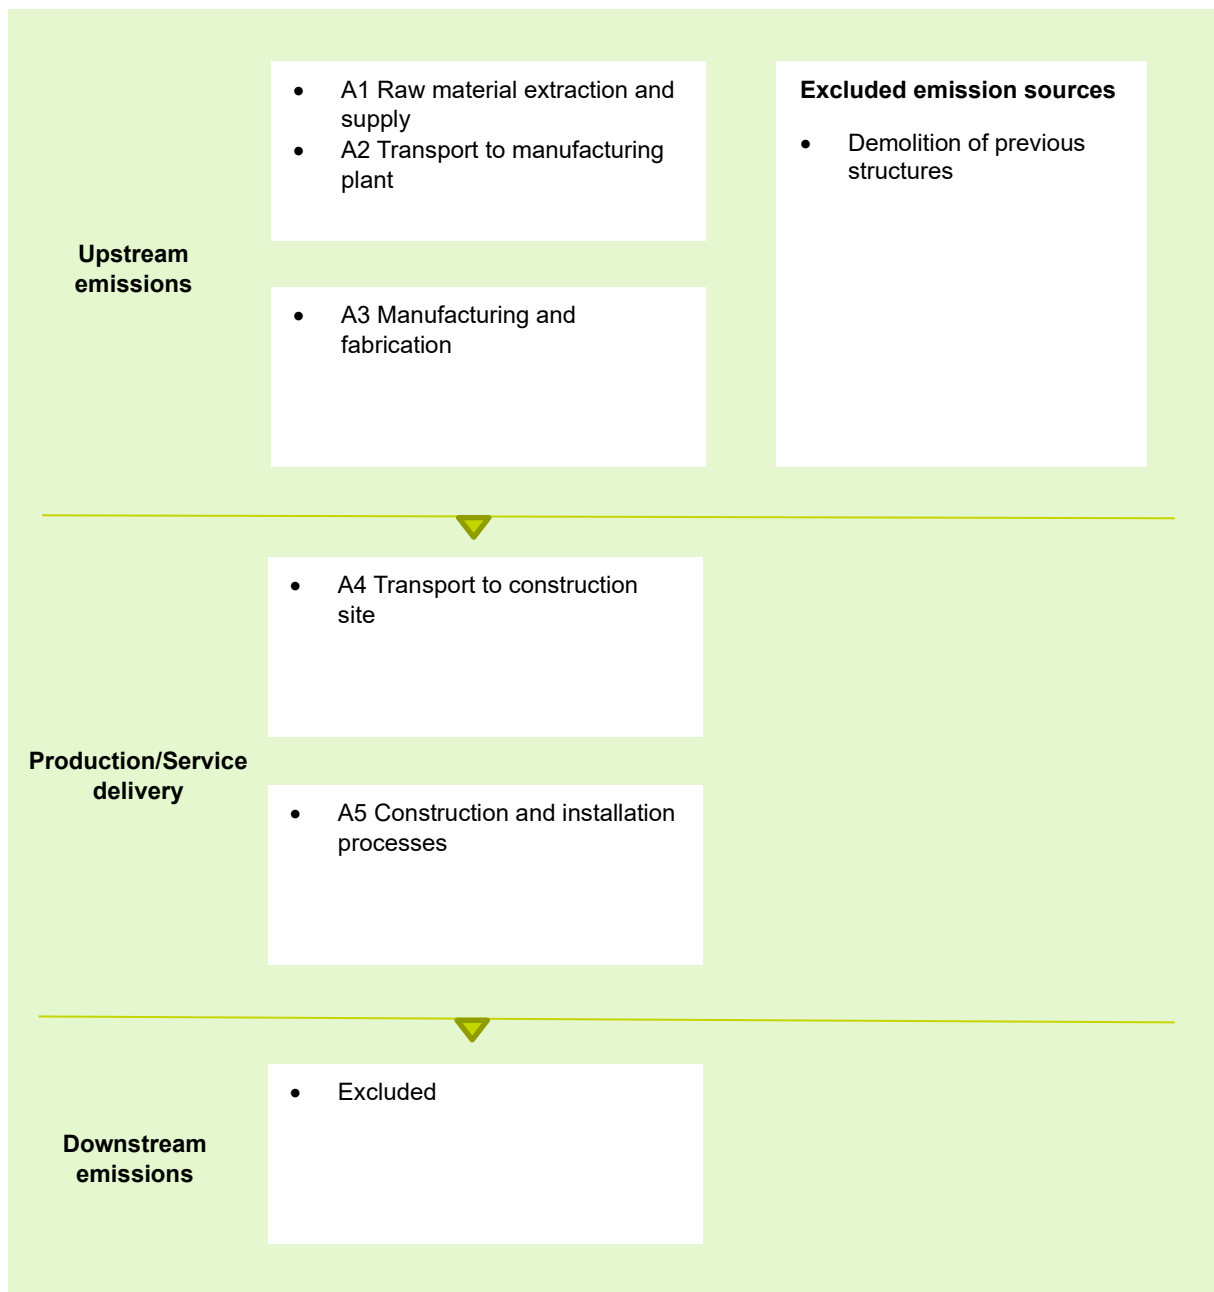 Upstream
emissions
• A1 Raw material extraction and
supply
• A2 Transport to manufacturing
plant
• A3 Manufacturing and
fabrication
Excluded emission sources
• Demolition of previous
structures
Production/Service
delivery
• A4 Transport to construction
site
• A5 Construction and installation
processes
Downstream
emissions
• Excluded